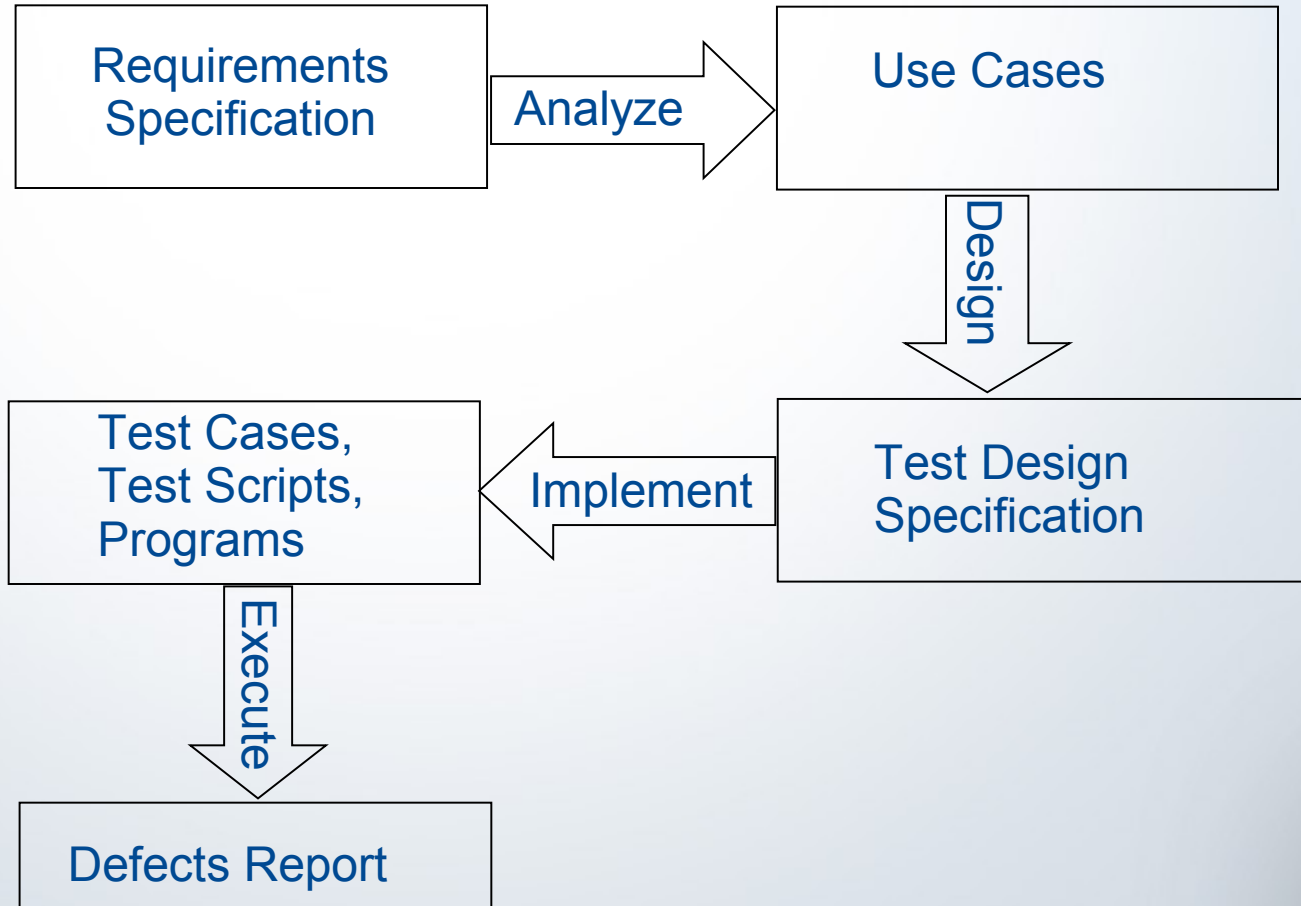 Requirements
Specification
Analyze
Use Cases
Design
Test Design
Specification
Implement
Test Cases,
Test Scripts,
Programs
Execute
Defects Report